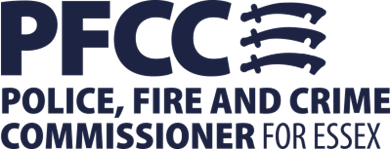 PFCC
POLICE, FIRE AND CRIME
COMMISSIONER FOR ESSEX